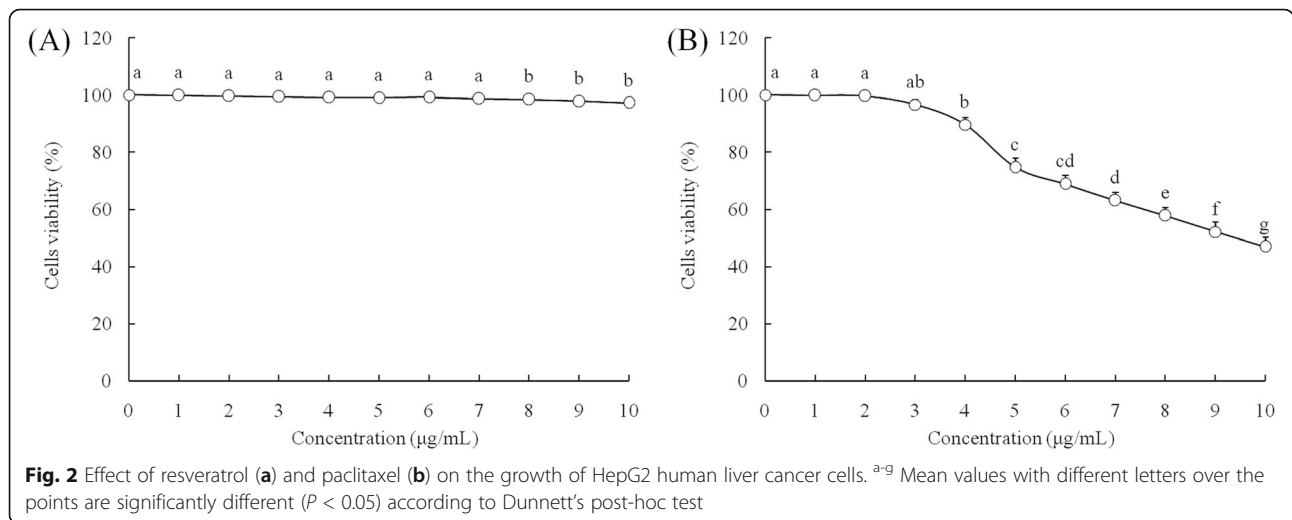 (A)
120
100
80
60
40
20
0
Cells viability (%)
a a a a a a a a b b b
0 1 2 3 4 5 6 7 8 9 10
Concentration (μg/mL)
(B)
120
100
80
60
40
20
0
Cells viability (%)
a a a ab b c cd d e f g
0 1 2 3 4 5 6 7 8 9 10
Concentration (μg/mL)
Fig. 2 Effect of resveratrol (a) and paclitaxel (b) on the growth of HepG2 human liver cancer cells. a-g Mean values with different letters over the
points are significantly different (P < 0.05) according to Dunnett's post-hoc test